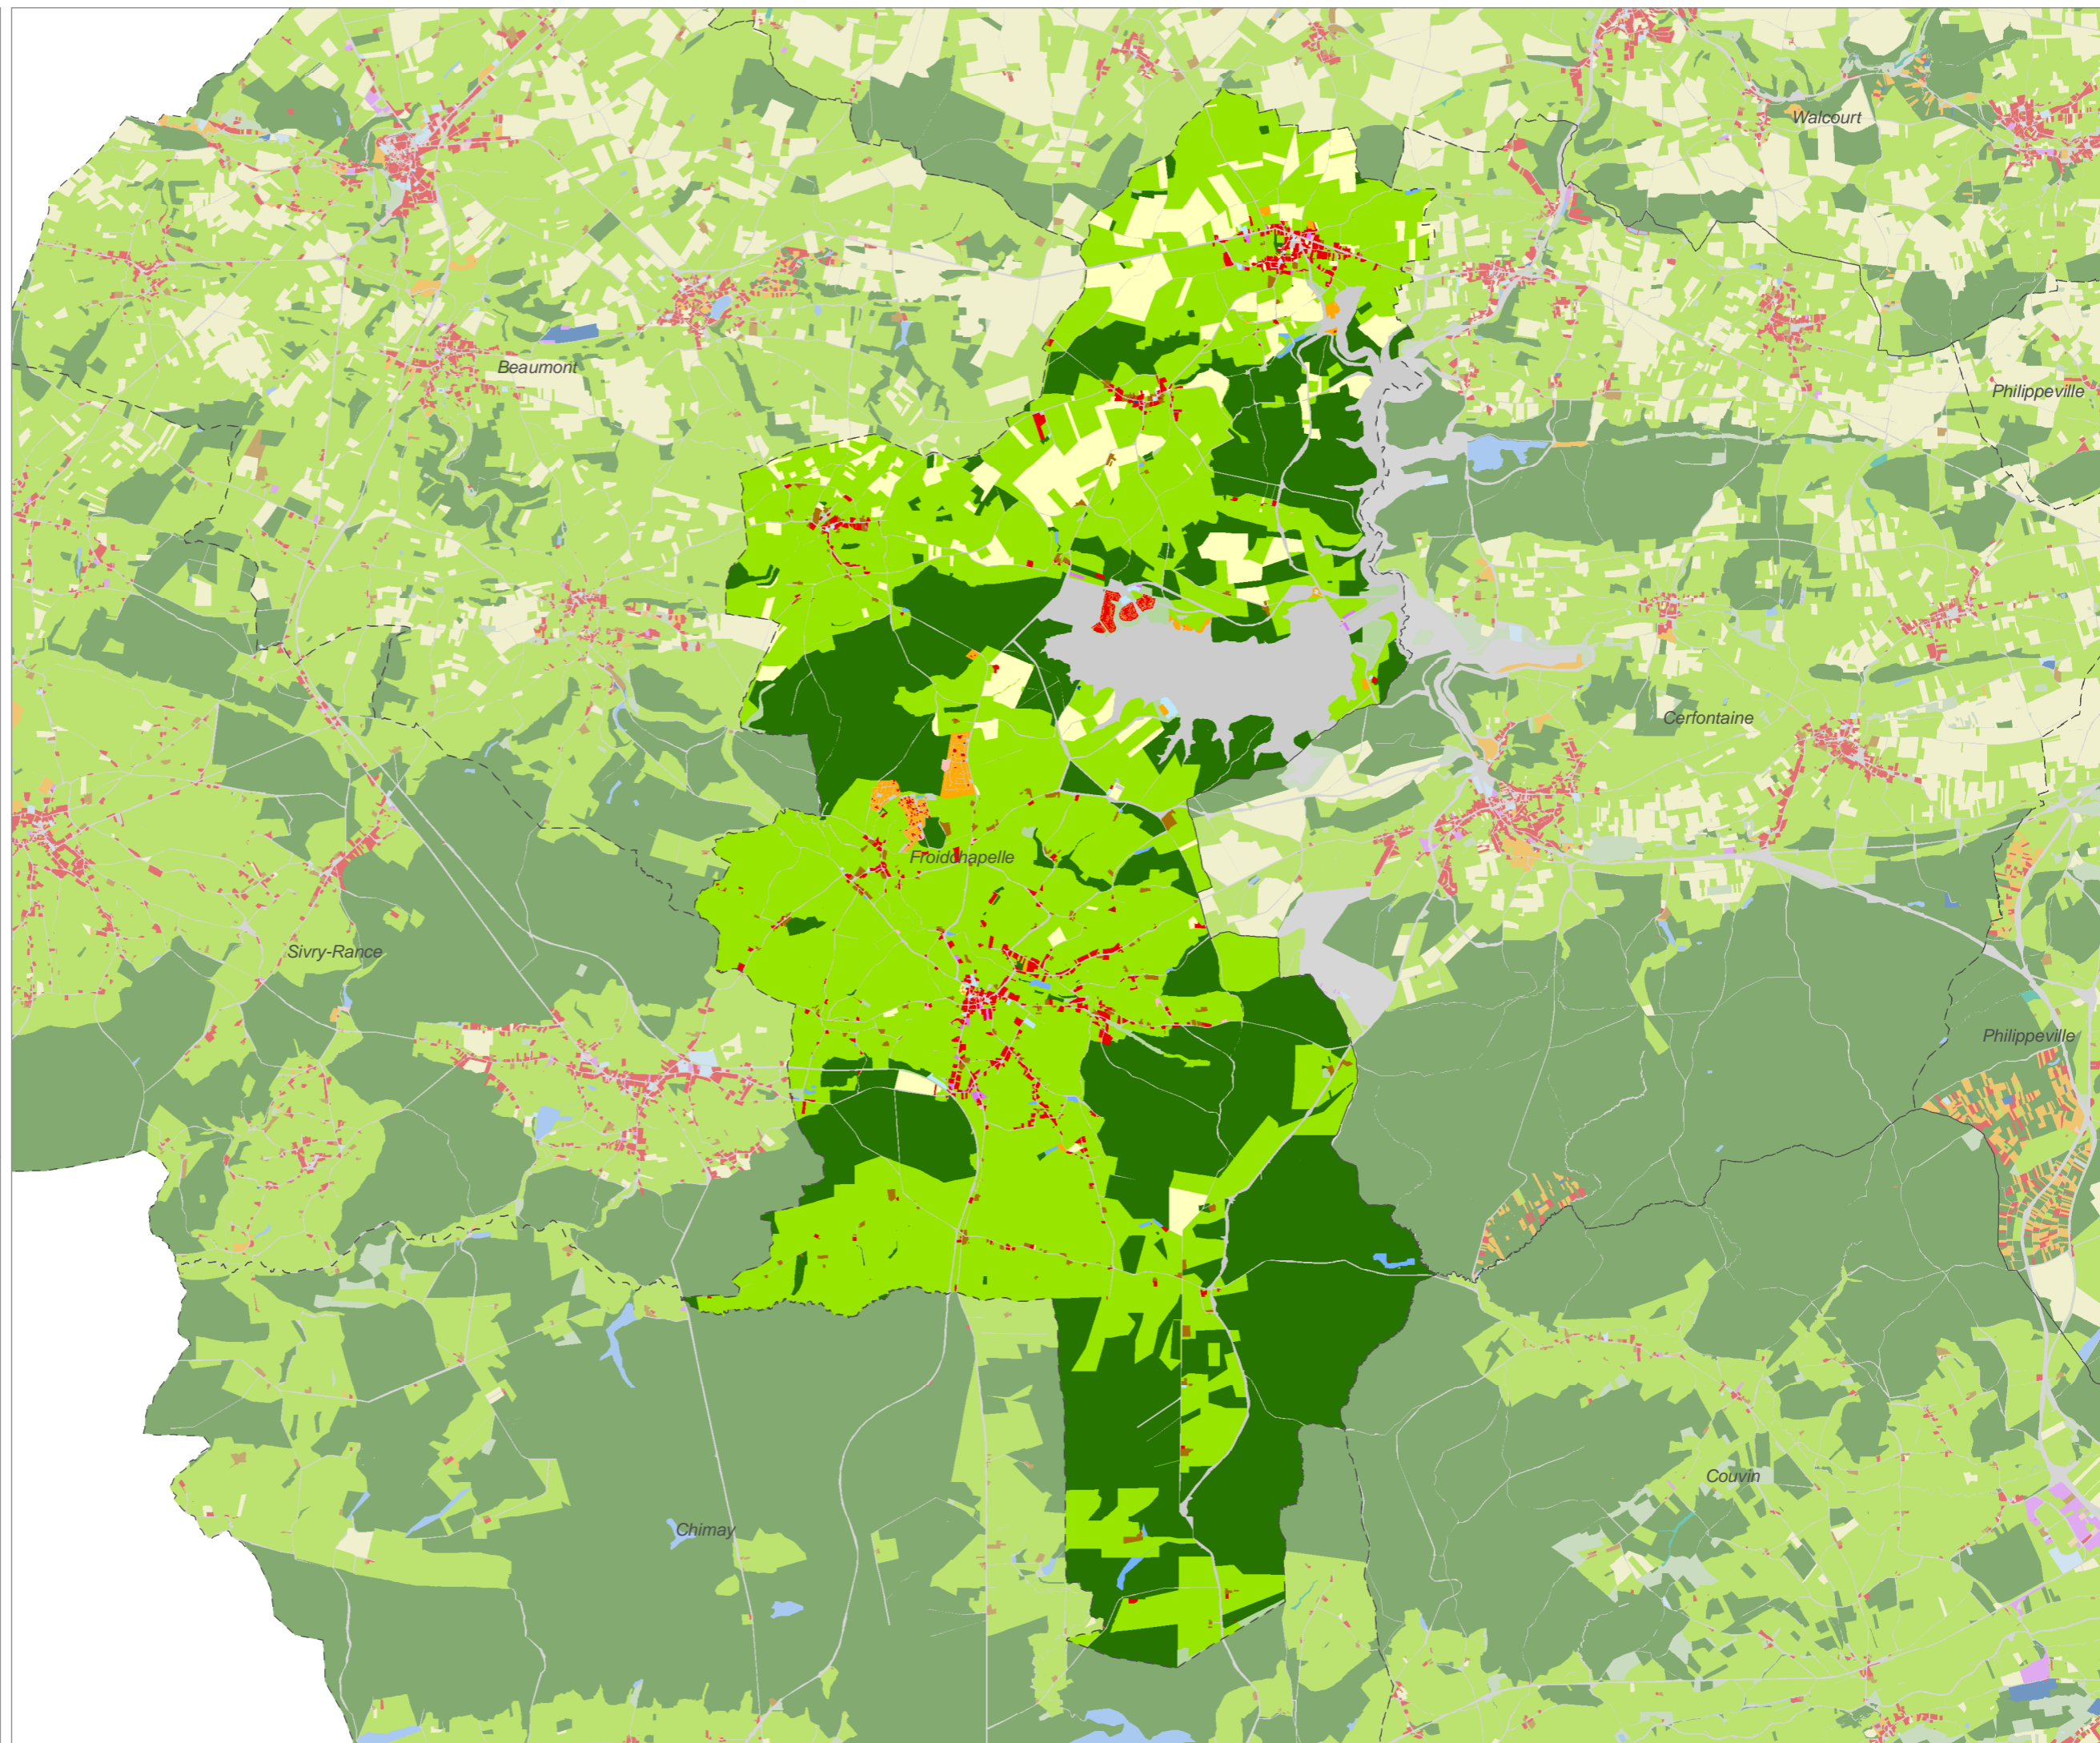 Walcourt
Beaumont
Philippeville
Cerfontaine
Froidchapelle
Sivry-Rance
Philippeville
Couvin
Chimay